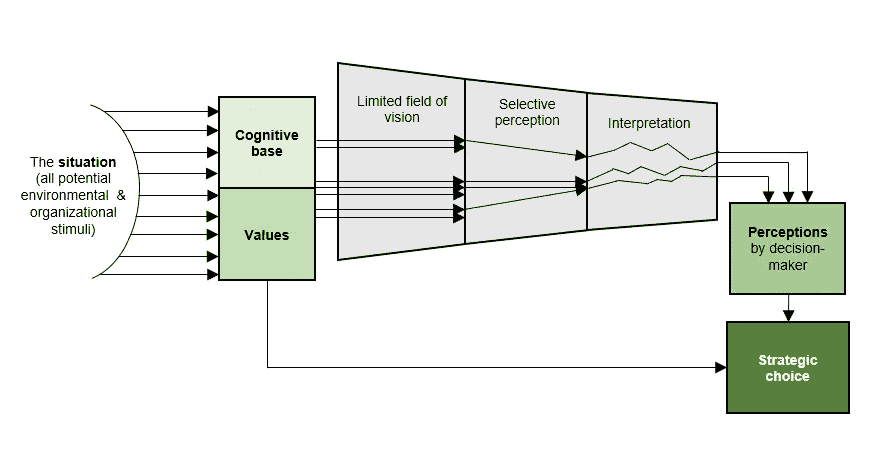 The situation
(all potential
environmental &
organizational
stimuli)
Cognitive
base
Values
Limited field of
vision
Selective
perception
Interpretation
Perceptions
by decision-
maker
Strategic
choice